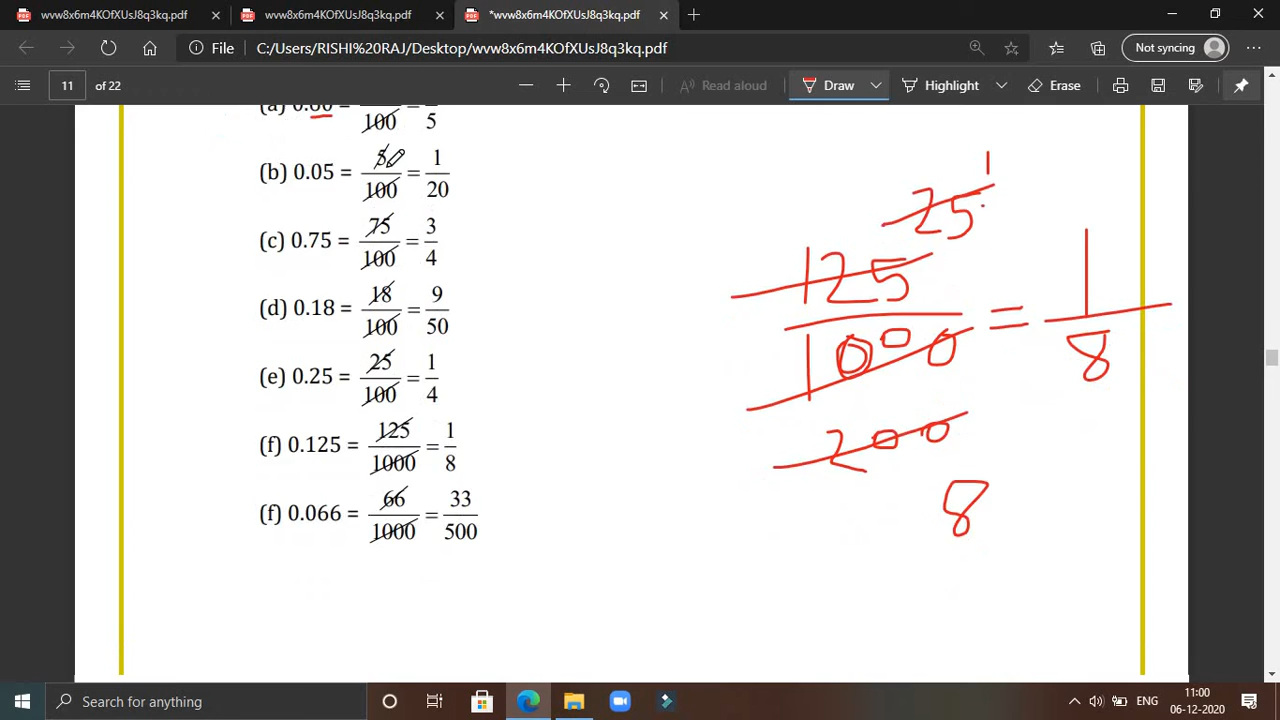 wvw8x6m4KOfXUsJ8q3kq.pdf
wvw8x6m4KOfXUsJ8q3kq.pdf
*wvw8x6m4KOfXUsJ8q3kq.pdf
File C:/Users/RISHI%20RAJ/Desktop/wvw8x6m4KOfXUsJ8q3kq.pdf Not syncing
11 of 22 Read aloud Draw Highlight Erase
100 5
(b) 0.05 = 5/100 = 1/20
(c) 0.75 = 75/100 = 3/4
(d) 0.18 = 18/100 = 9/50
(e) 0.25 = 25/100 = 1/4
(f) 0.125 = 125/1000 = 1/8
(f) 0.066 = 66/1000 = 33/500
1
25
125/1000 = 1/8
200
8
Search for anything
ENG
11:00
06-12-2020